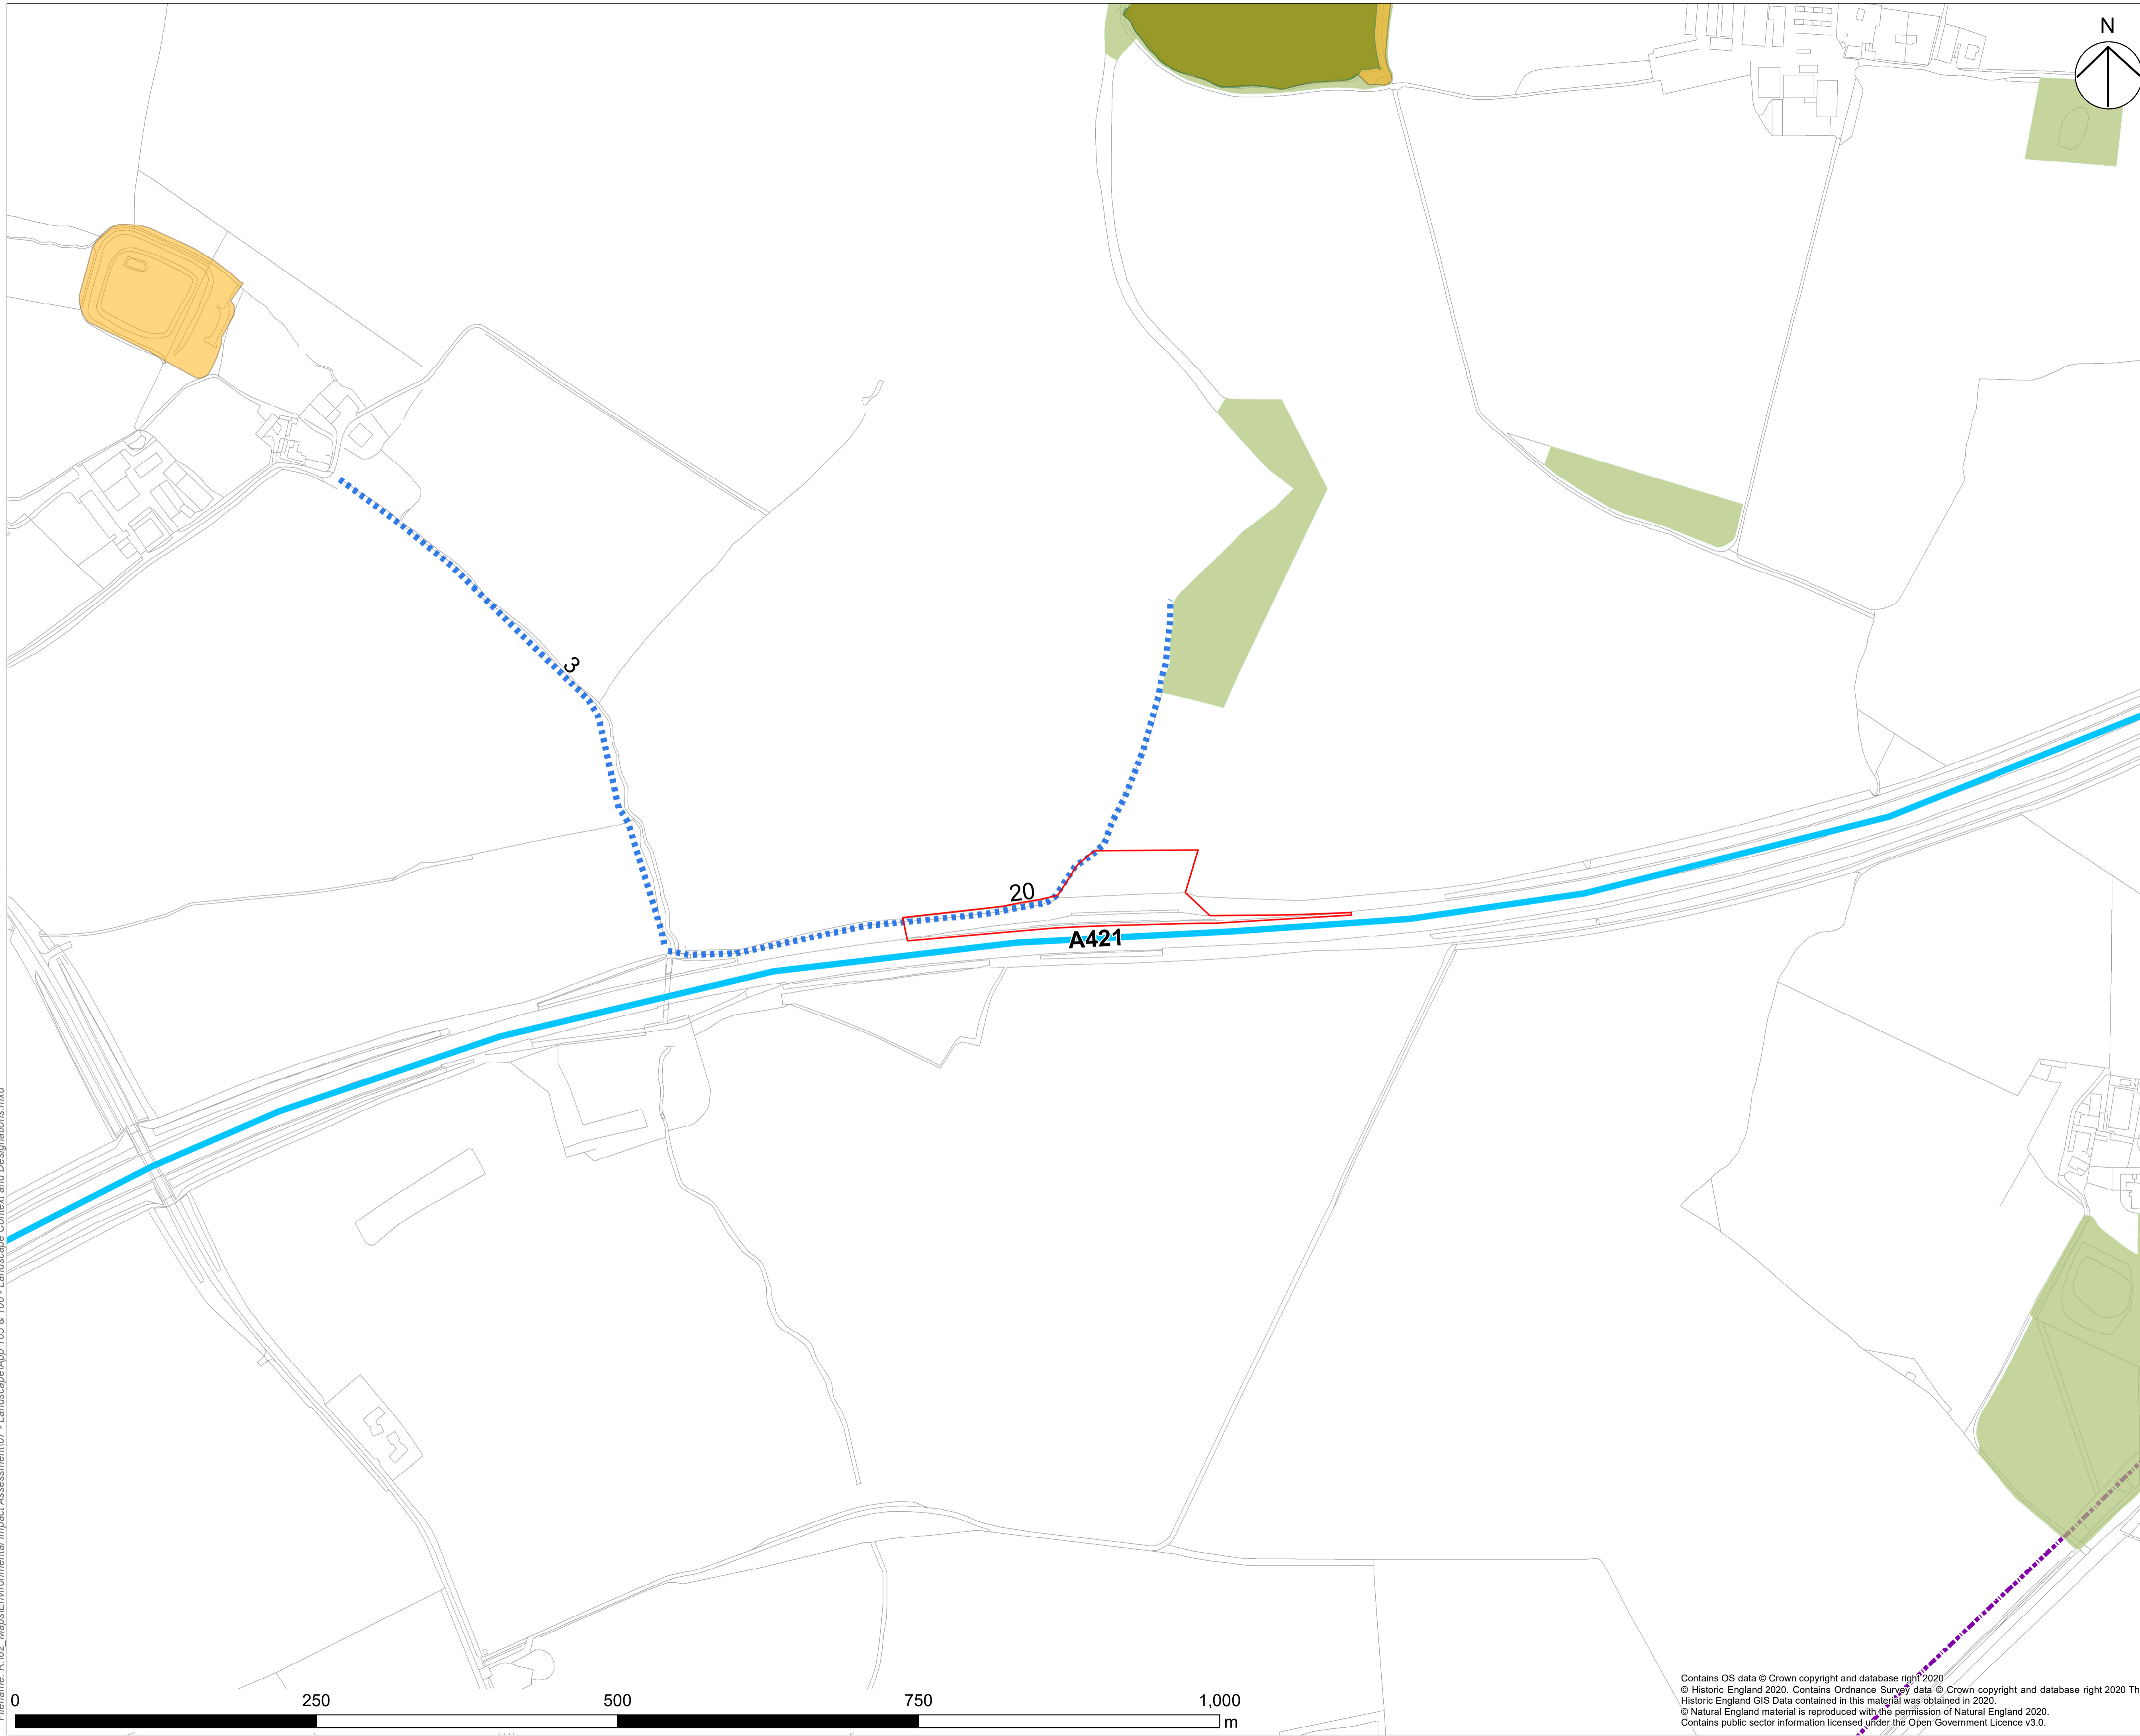 N
3
20
A421
0 250 500 750 1,000
m
Contains OS data © Crown copyright and database right 2020
© Historic England 2020. Contains Ordnance Survey data © Crown copyright and database right 2020 Th
Historic England GIS Data contained in this material was obtained in 2020.
© Natural England material is reproduced with the permission of Natural England 2020.
Contains public sector information licensed under the Open Government Licence v3.0.